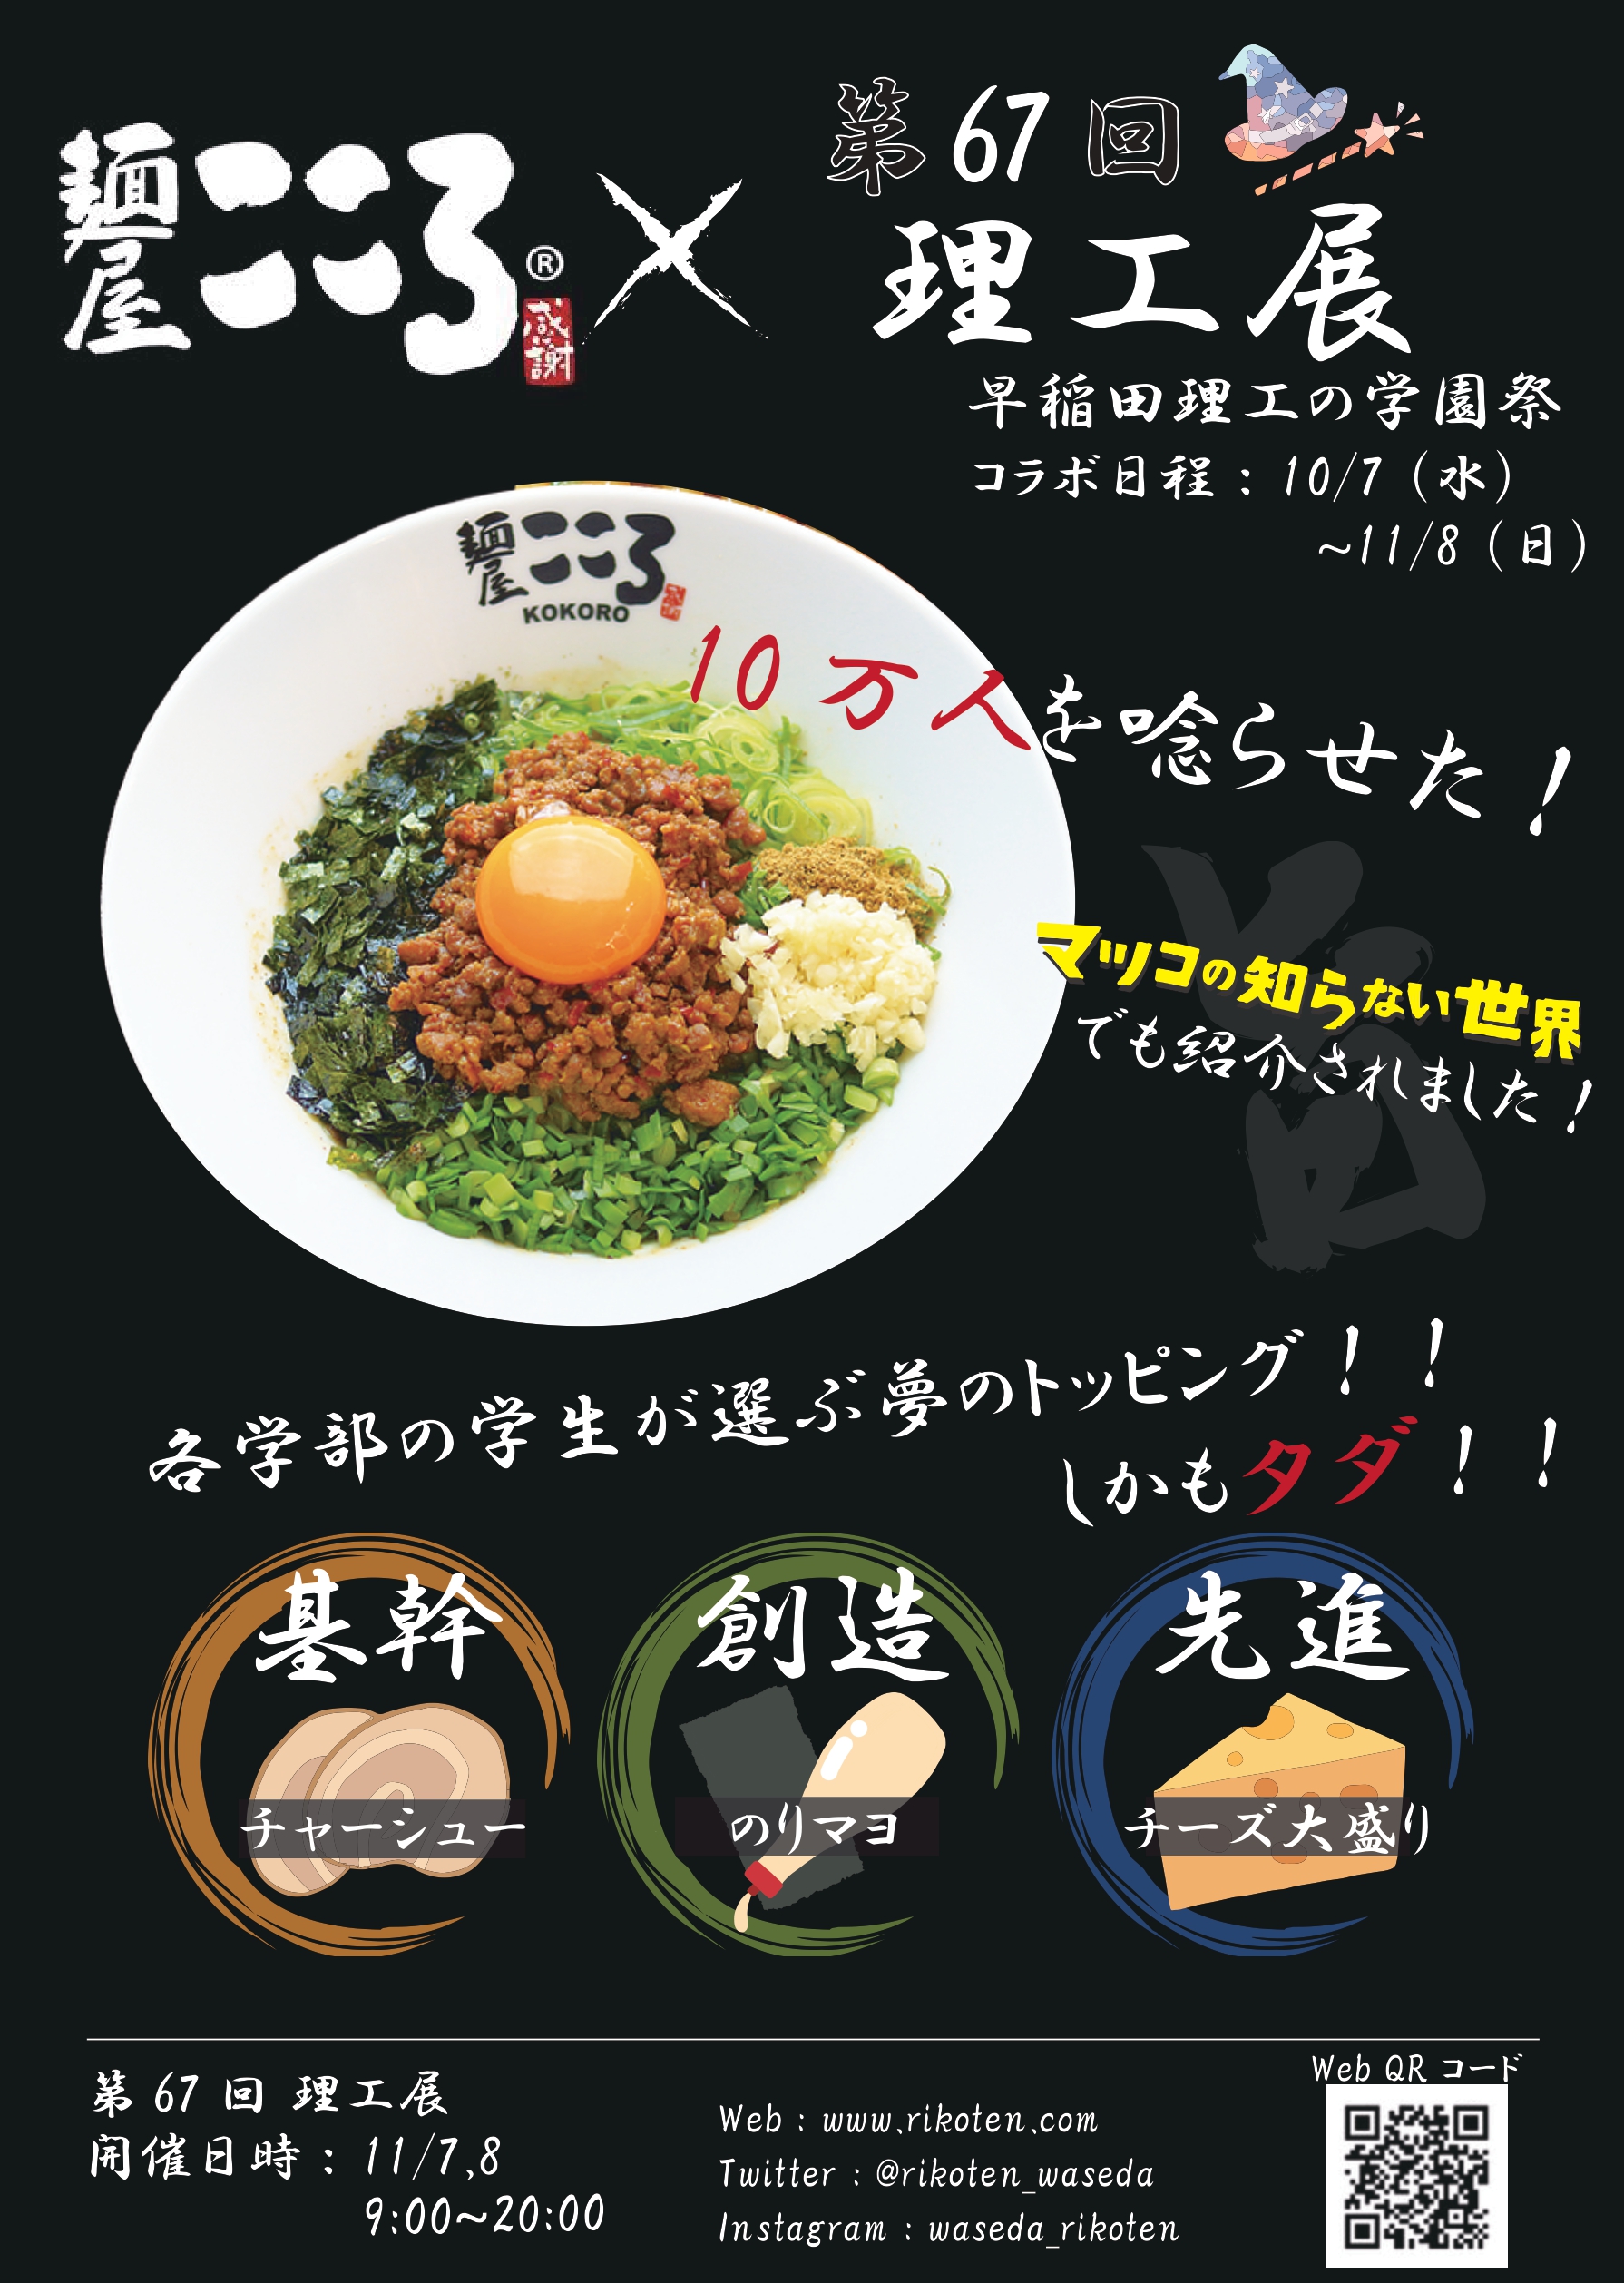 麺屋こころ®
感謝
×
第67回
理工展
早稲田理工の学園祭
コラボ日程：10/7（水）
~11/8（日）
麺屋こころ
KOKORO
10万人を唸らせた！
旨
マツコの知らない世界
でも紹介されました！
各学部の学生が選ぶ夢のトッピング！！
しかもタダ！！
基幹
チャーシュー
創造
のりマヨ
先進
チーズ大盛り
第67回 理工展
開催日時：11/7,8
9:00~20:00
Web : www.rikoten.com
Twitter : @rikoten_waseda
Instagram : waseda_rikoten
Web QR コード